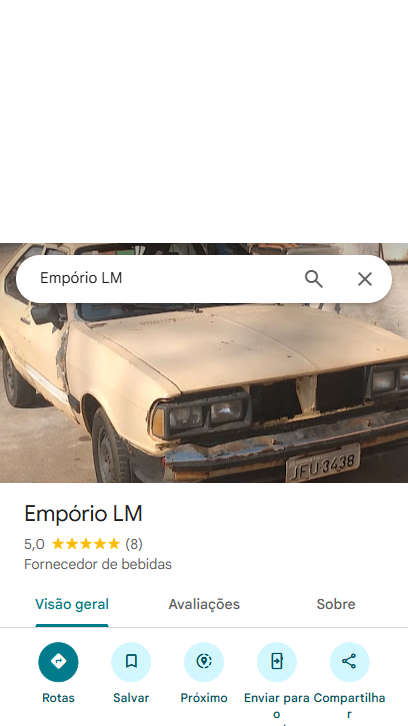 Empório LM
JFU 3438
Empório LM
5,0 (8)
Fornecedor de bebidas
Visão geral Avaliações Sobre
Rotas Salvar Próximo Enviar para o Compartilhar